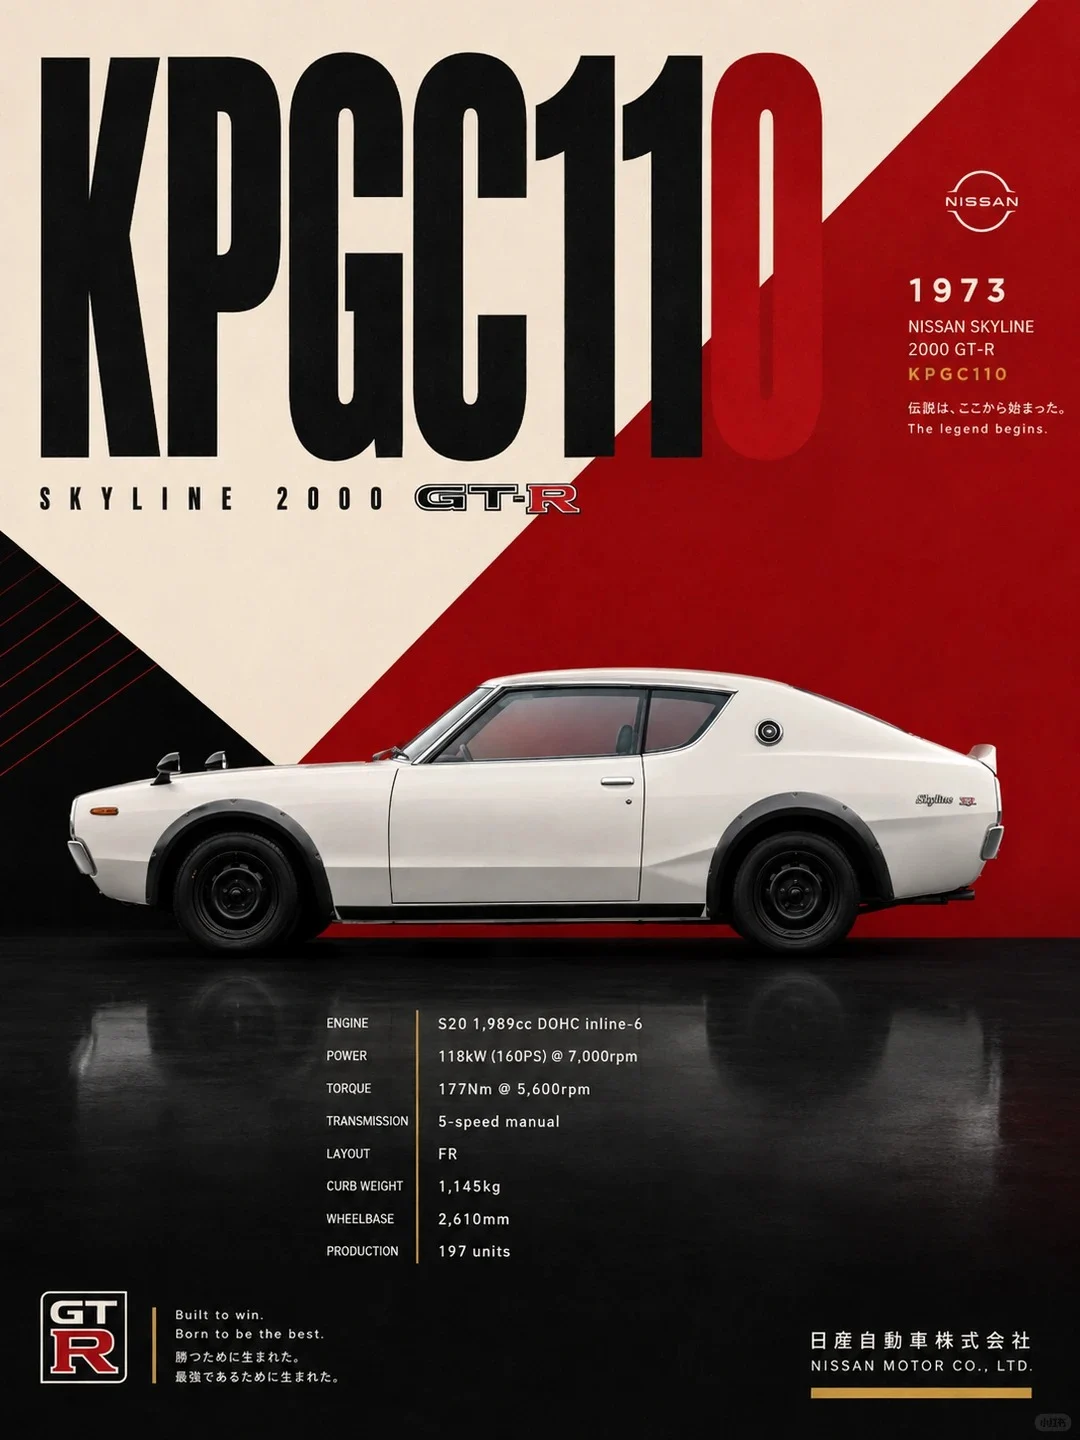 KPGC110
SKYLINE 2000 GT-R
NISSAN
1973
NISSAN SKYLINE
2000 GT-R
KPGC110
伝説は、ここから始まった。
The legend begins.
Skyline GT-R
ENGINE S20 1,989cc DOHC inline-6
POWER 118kW (160PS) @ 7,000rpm
TORQUE 177Nm @ 5,600rpm
TRANSMISSION 5-speed manual
LAYOUT FR
CURB WEIGHT 1,145kg
WHEELBASE 2,610mm
PRODUCTION 197 units
GT
R
Built to win.
Born to be the best.
勝つために生まれた。
最強であるために生まれた。
日産自動車株式会社
NISSAN MOTOR CO., LTD.
小红书